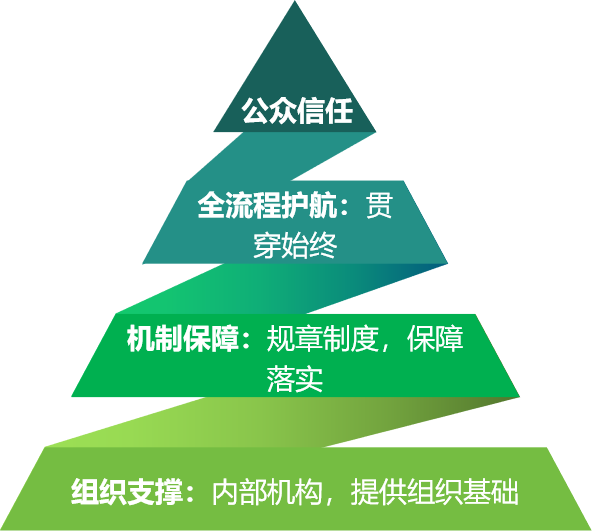 公众信任
全流程护航：贯
穿始终
机制保障：规章制度，保障
落实
组织支撑：内部机构，提供组织基础